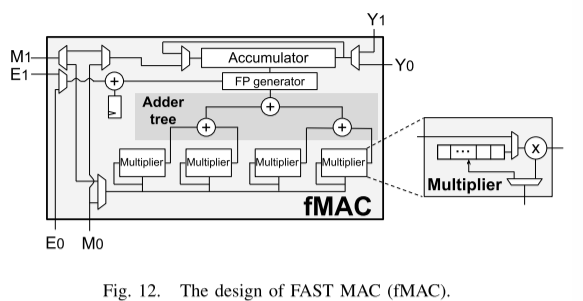 Y1
M1
Accumulator
Y0
E1
FP generator
+
+
Adder
tree
+
+
Multiplier
Multiplier
Multiplier
Multiplier
...
X
Multiplier
fMAC
E0
M0
Fig. 12. The design of FAST MAC (fMAC).